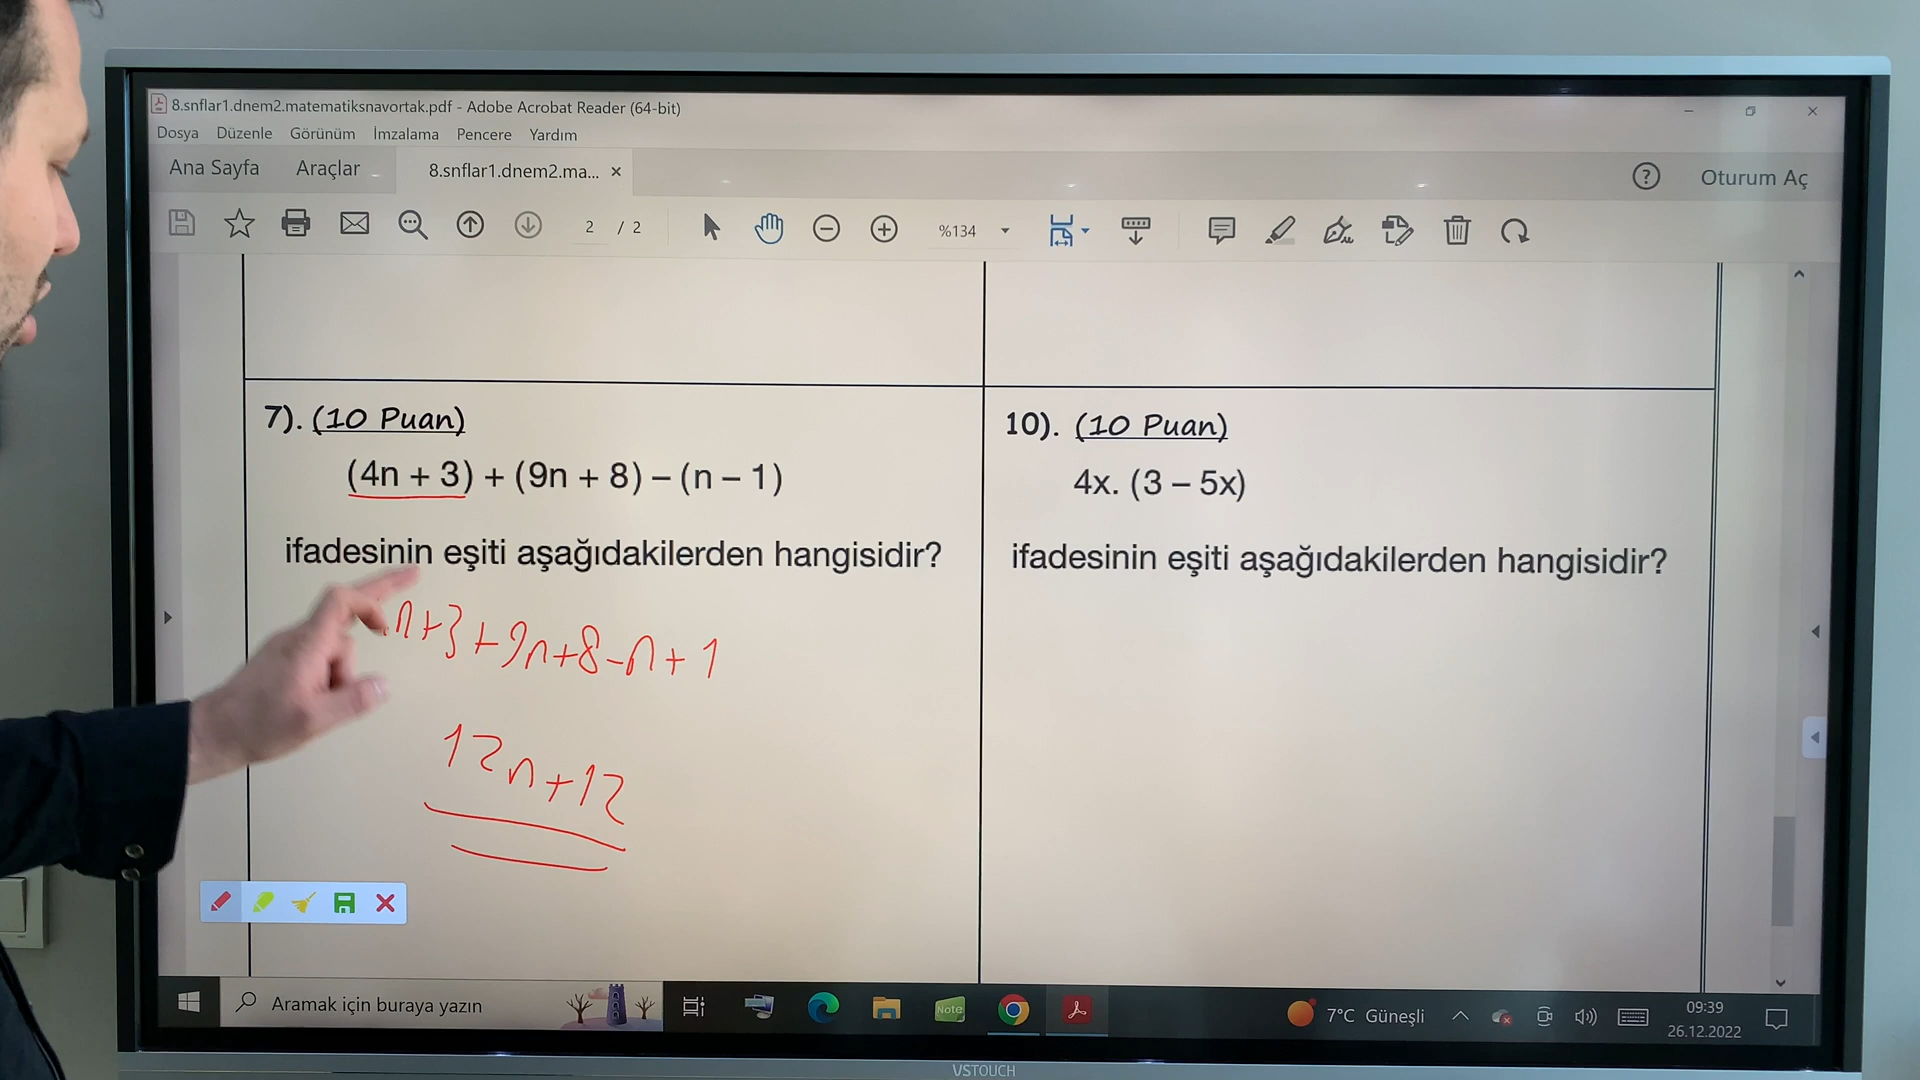 8.snflar1.dnem2.matematiksnavortak.pdf - Adobe Acrobat Reader (64-bit)
Dosya Düzenle Görünüm İmzalama Pencere Yardım
Ana Sayfa Araçlar 8.snflar1.dnem2.ma... Oturum Aç
2 / 2 %134
7). (10 Puan)
(4n + 3) + (9n + 8) – (n – 1)
ifadesinin eşiti aşağıdakilerden hangisidir?
n+3+9n+8-n+1
12n+12
10). (10 Puan)
4x. (3 – 5x)
ifadesinin eşiti aşağıdakilerden hangisidir?
Aramak için buraya yazın
Note
7°C Güneşli
09:39
26.12.2022
VSTOUCH